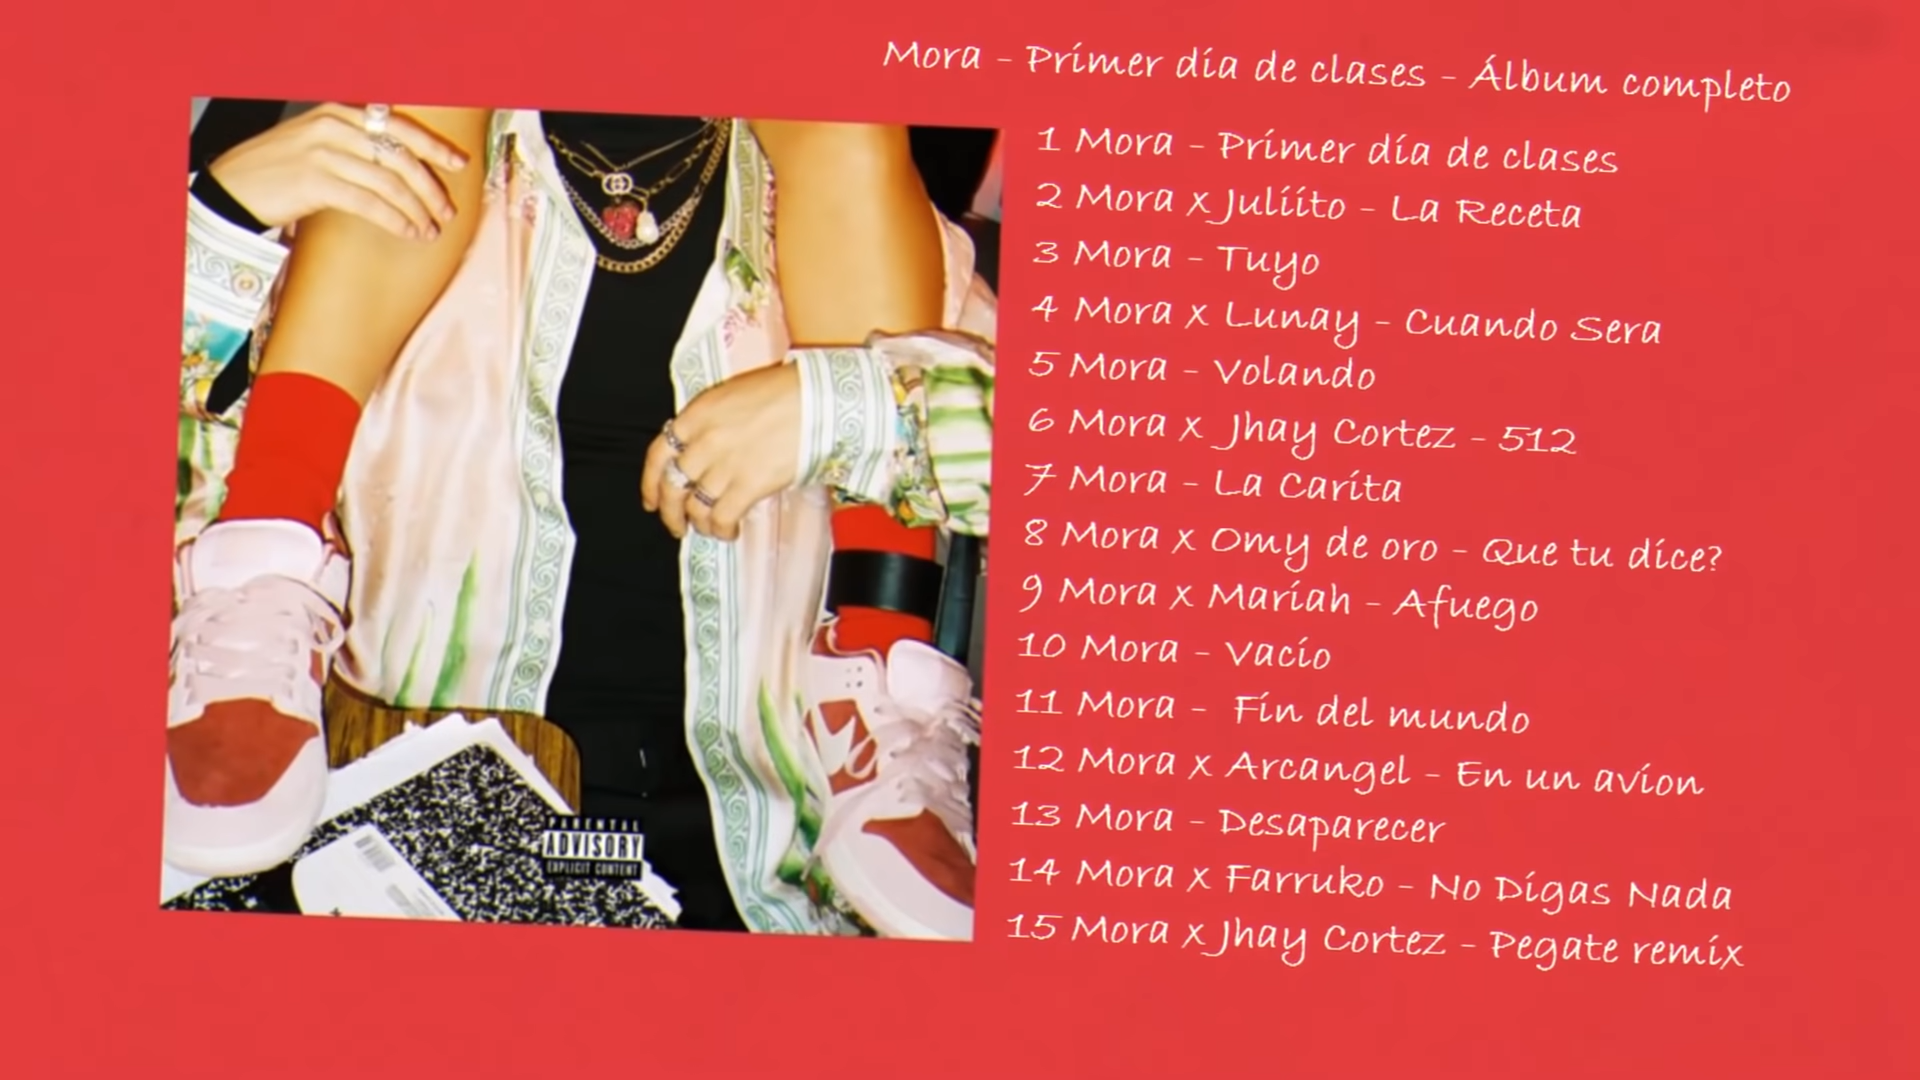 Mora - Primer día de clases - Álbum completo
1 Mora - Primer día de clases
2 Mora x Juliito - La Receta
3 Mora - Tuyo
4 Mora x Lunay - Cuando Sera
5 Mora - Volando
6 Mora x Jhay Cortez - 512
7 Mora - La Carita
8 Mora x Omy de oro - Que tu dice?
9 Mora x Mariah - Afuego
10 Mora - Vacío
11 Mora -  Fin del mundo
12 Mora x Arcangel - En un avion
13 Mora - Desaparecer
14 Mora x Farruko - No Digas Nada
15 Mora x Jhay Cortez - Pegate remix
PARENTAL
ADVISORY
EXPLICIT CONTENT